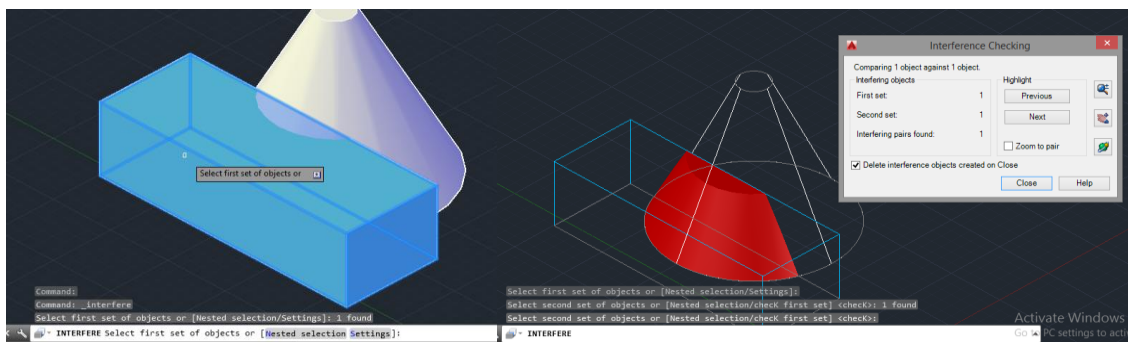 Select first set of objects or
Command:
Command: _interfere
Select first set of objects or [Nested selection/Settings]: 1 found
INTERFERE Select first set of objects or [Nested selection Settings]:
Interference Checking
Comparing 1 object against 1 object.
Interfering objects
First set: 1
Second set: 1
Interfering pairs found: 1
Highlight
Previous
Next
Zoom to pair
Delete interference objects created on Close
Close
Help
Select first set of objects or [Nested selection/Settings]:
Select second set of objects or [Nested selection/checK first set] <checK>: 1 found
Select second set of objects or [Nested selection/checK first set] <checK>:
INTERFERE
Activate Windows
Go to PC settings to acti